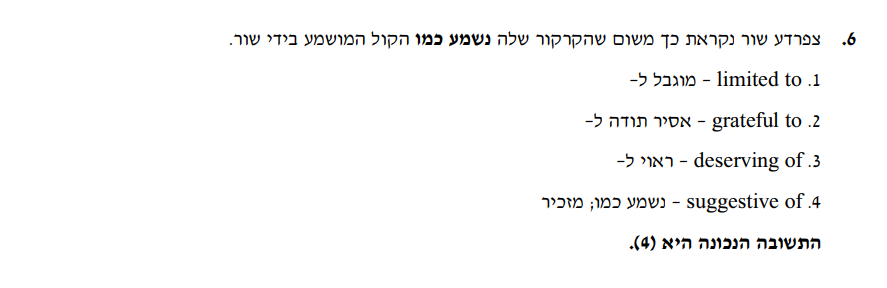 6. צפרדע שור נקראת כך משום שהקרקור שלה נשמע כמו הקול המושמע בידי שור.
1. limited to – מוגבל ל–
2. grateful to – אסיר תודה ל–
3. deserving of – ראוי ל–
4. suggestive of – נשמע כמו; מזכיר
התשובה הנכונה היא (4).